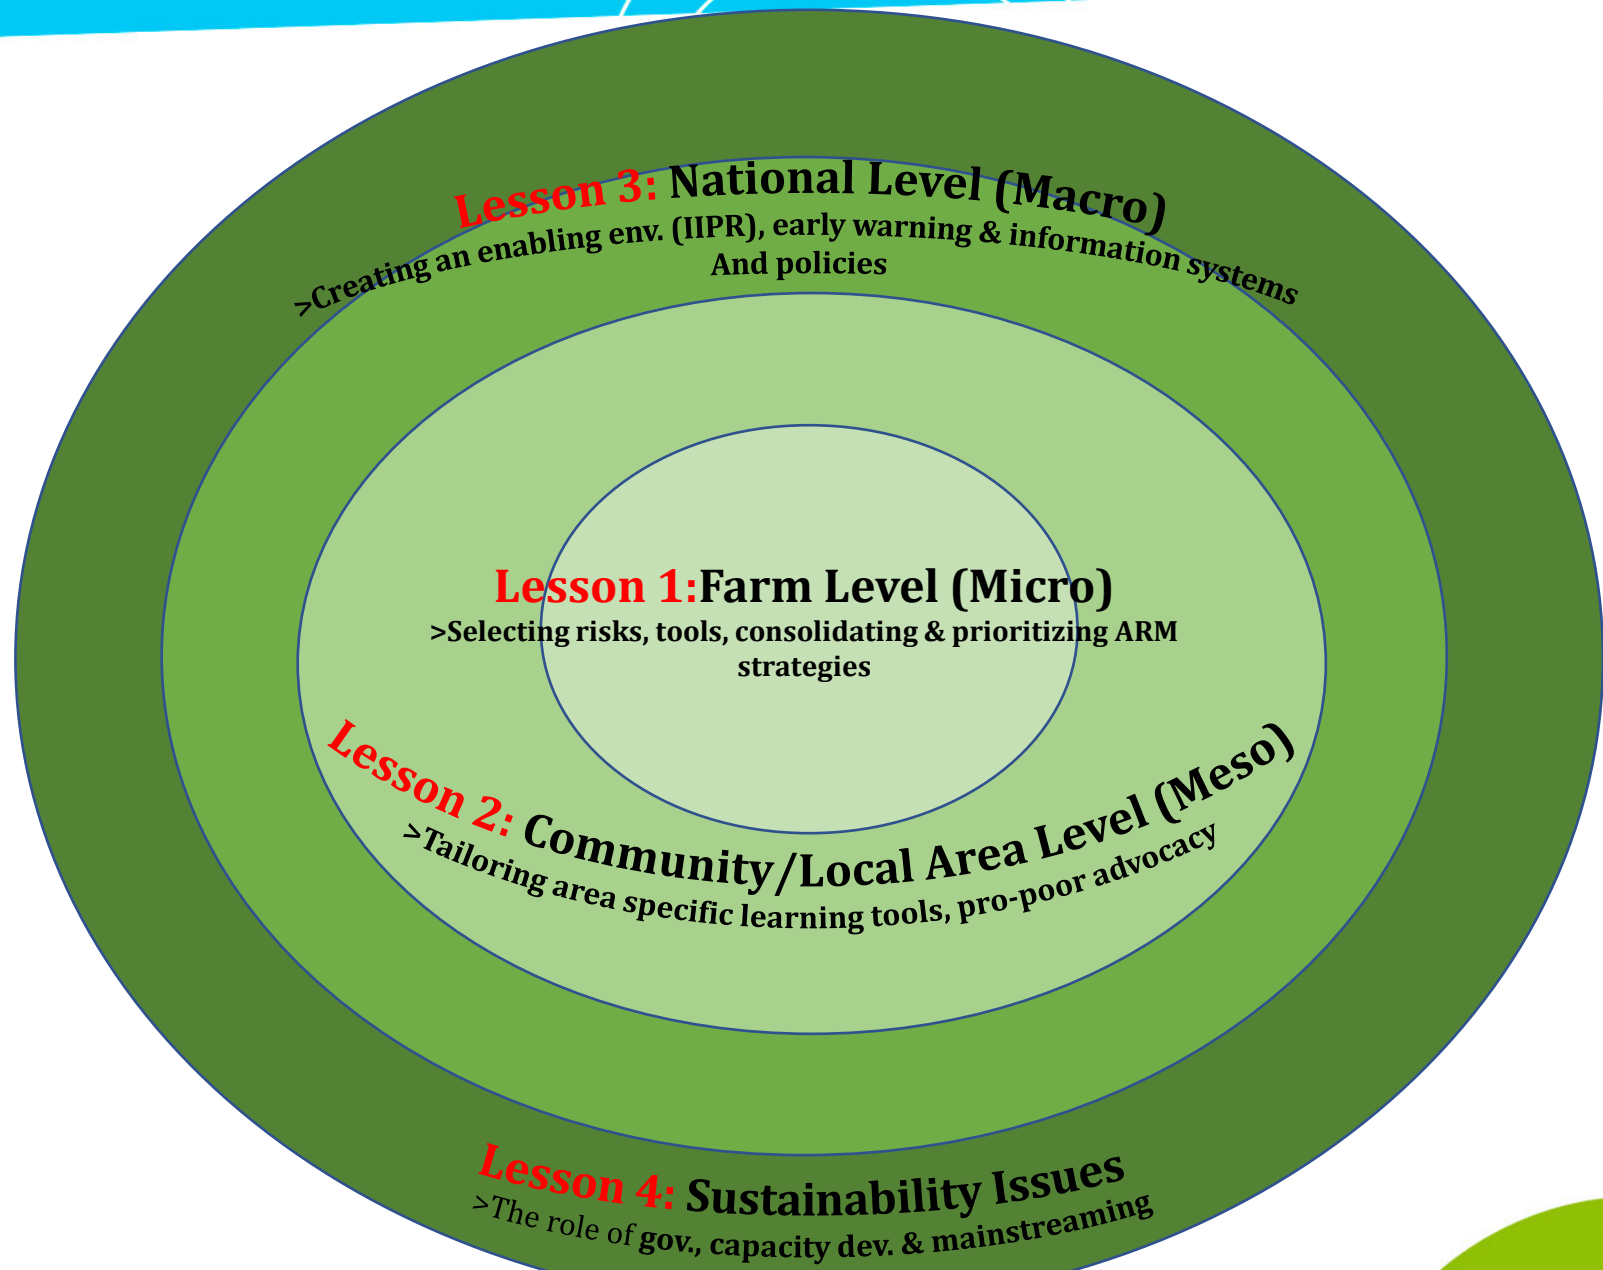 Lesson 3: National Level (Macro)
>Creating an enabling env. (IIPR), early warning & information systems
And policies
Lesson 1:Farm Level (Micro)
>Selecting risks, tools, consolidating & prioritizing ARM
strategies
Lesson 2: Community/Local Area Level (Meso)
>Tailoring area specific learning tools, pro-poor advocacy
Lesson 4: Sustainability Issues
>The role of gov., capacity dev. & mainstreaming